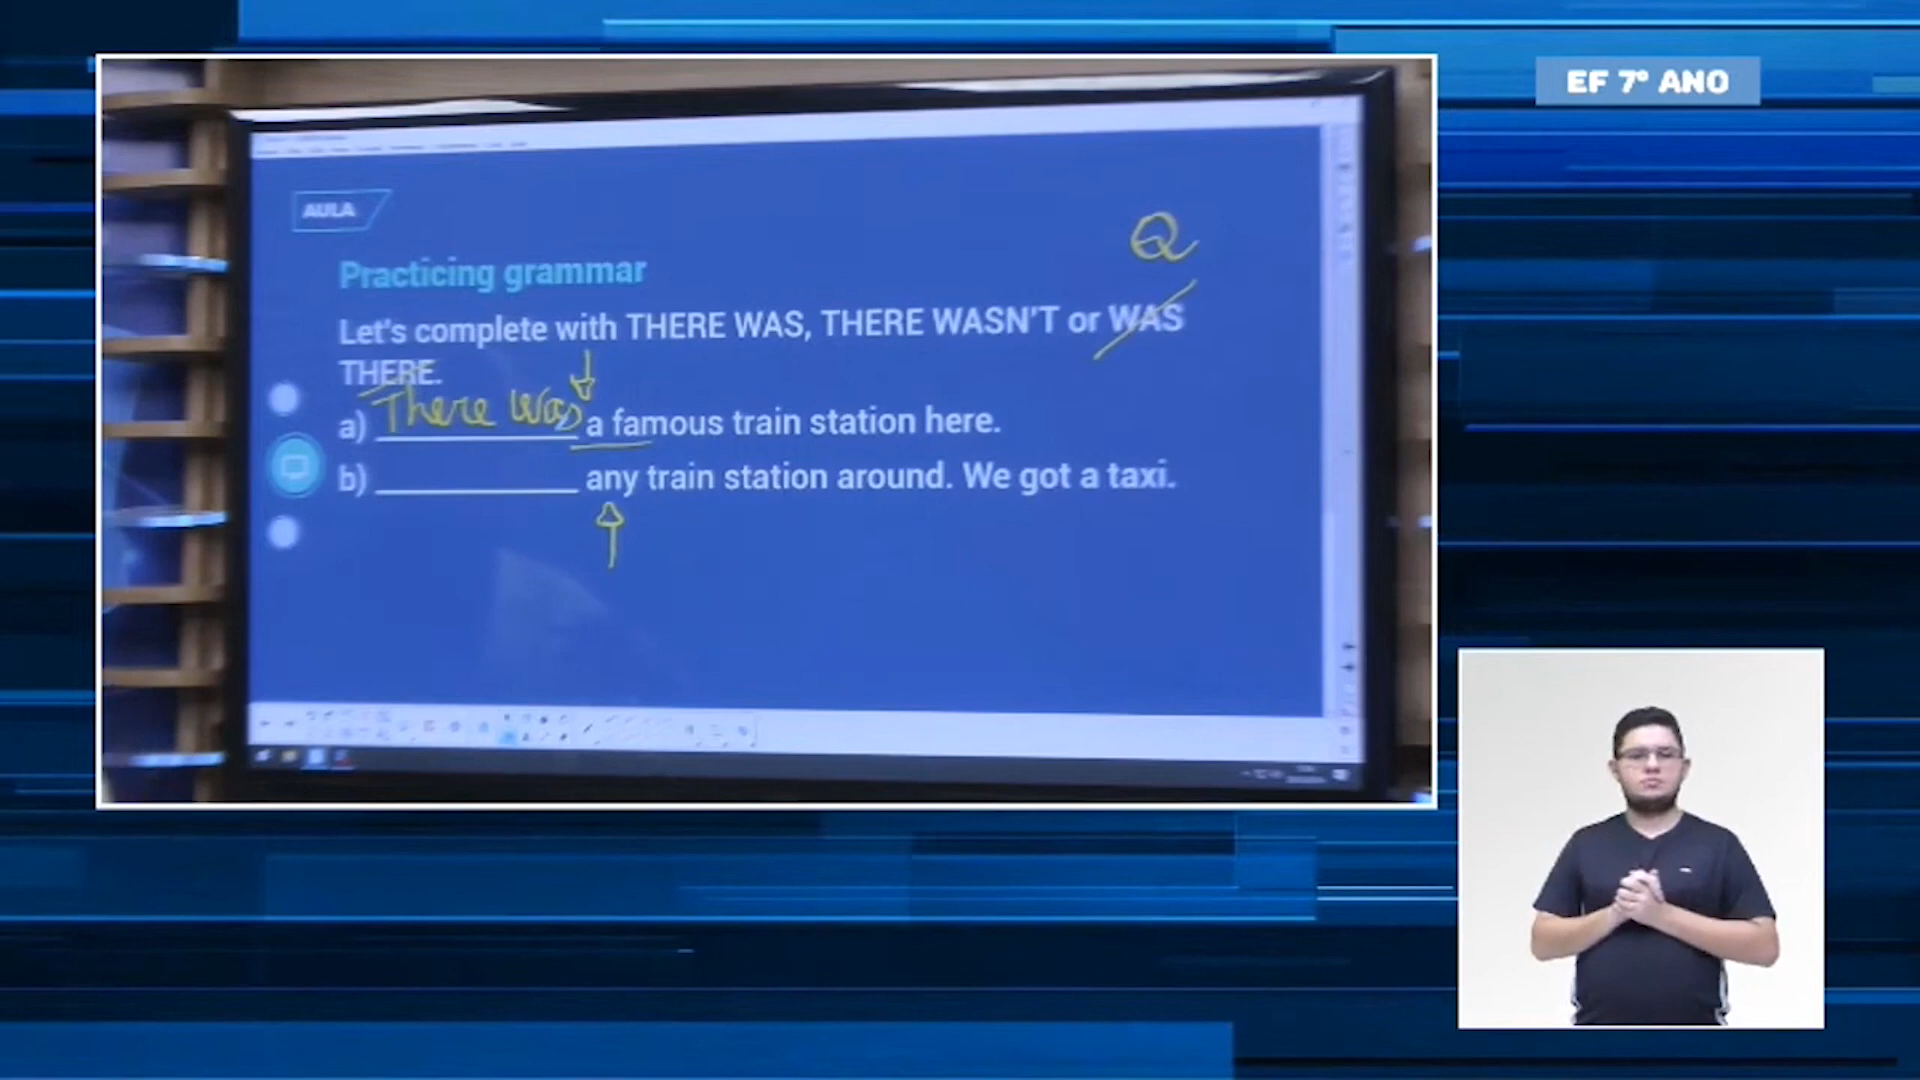 EF 7º ANO
AULA
Q
Practicing grammar
Let's complete with THERE WAS, THERE WASN'T or WAS
THERE.
a) There was a famous train station here.
b) ____________ any train station around. We got a taxi.